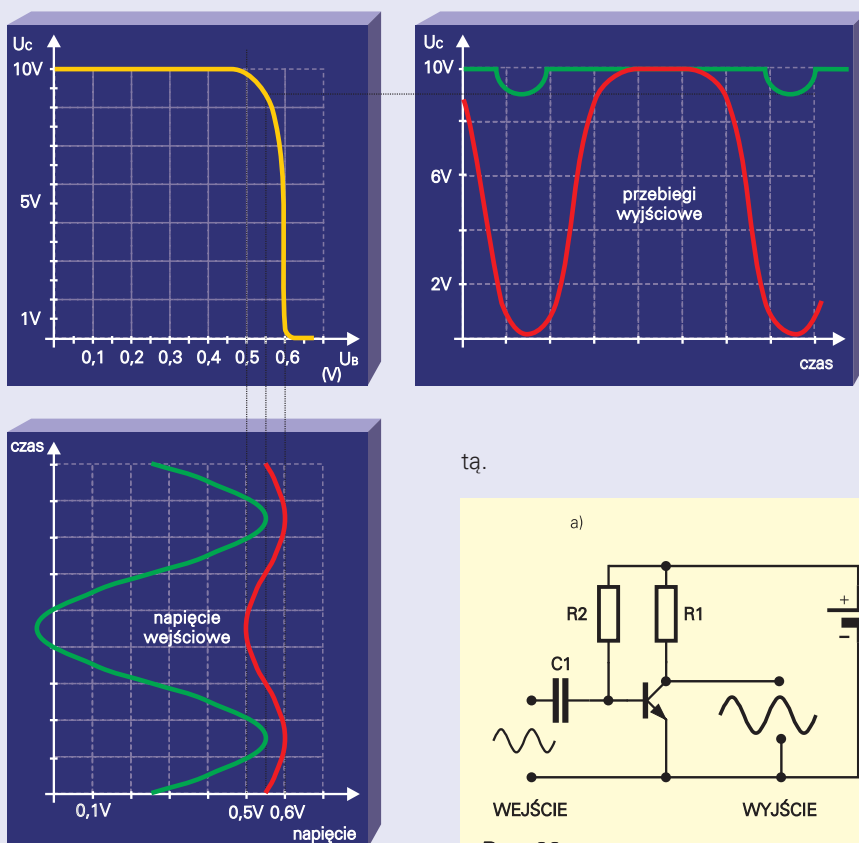 Uc
10V
5V
1V
0,1 0,2 0,3 0,4 0,5 0,6 UB
(V)
Uc
10V
6V
2V
przebiegi
wyjściowe
czas
czas
napięcie
wejściowe
0,1V 0,5V 0,6V
napięcie
tą.
a)
R2 R1
+
−
C1
WEJŚCIE WYJŚCIE